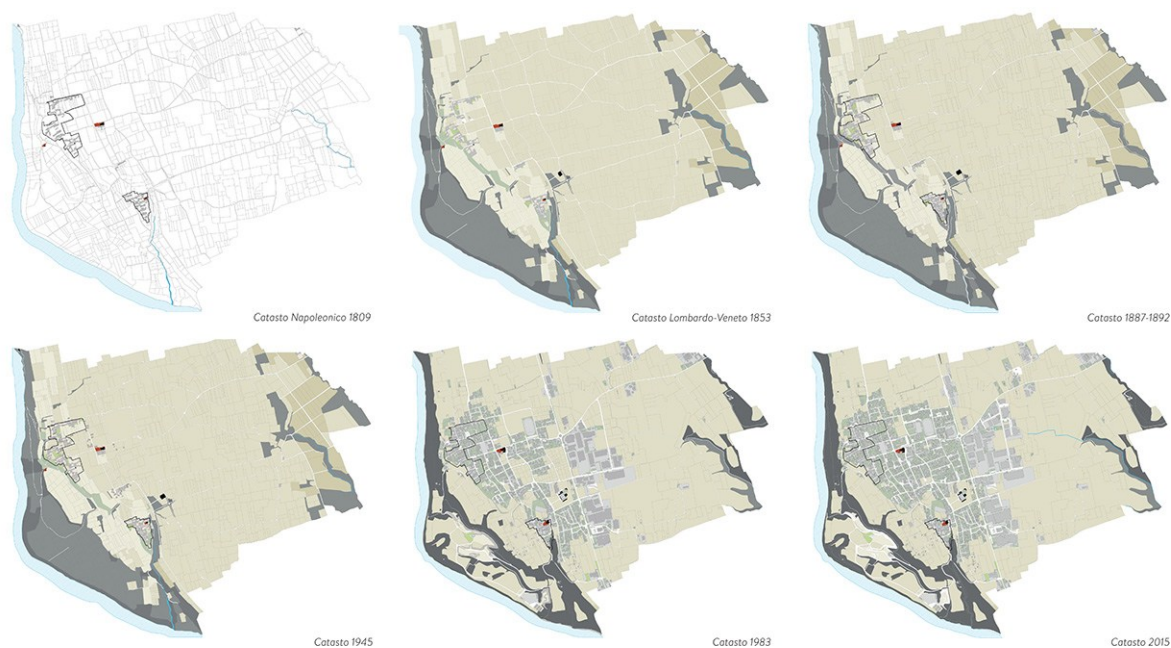 Catasto Napoleonico 1809
Catasto Lombardo-Veneto 1853
Catasto 1887-1892
Catasto 1945
Catasto 1983
Catasto 2015